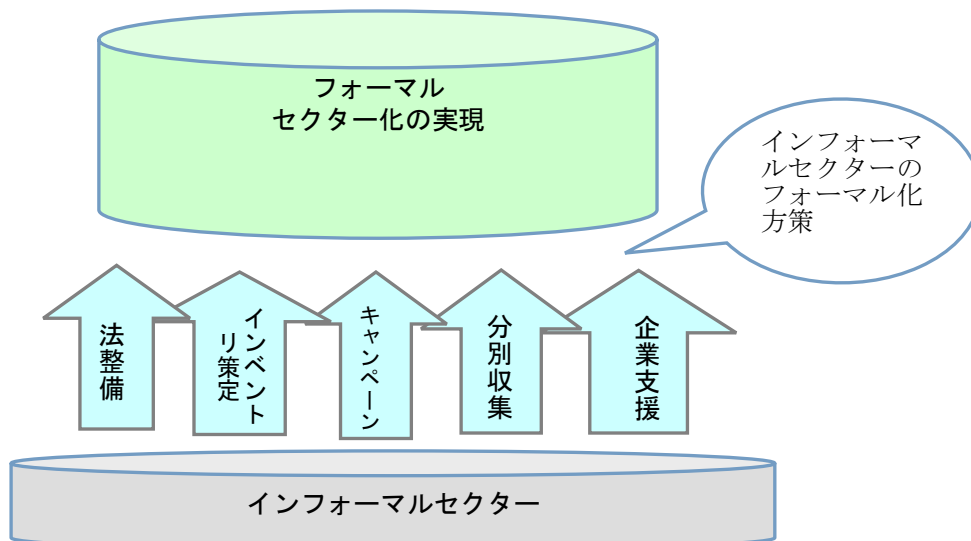 フォーマル
セクター化の実現
インフォーマ
ルセクターの
フォーマル化
方策
法整備
インベント
リ策定
キャンペーン
分別収集
企業支援
インフォーマルセクター